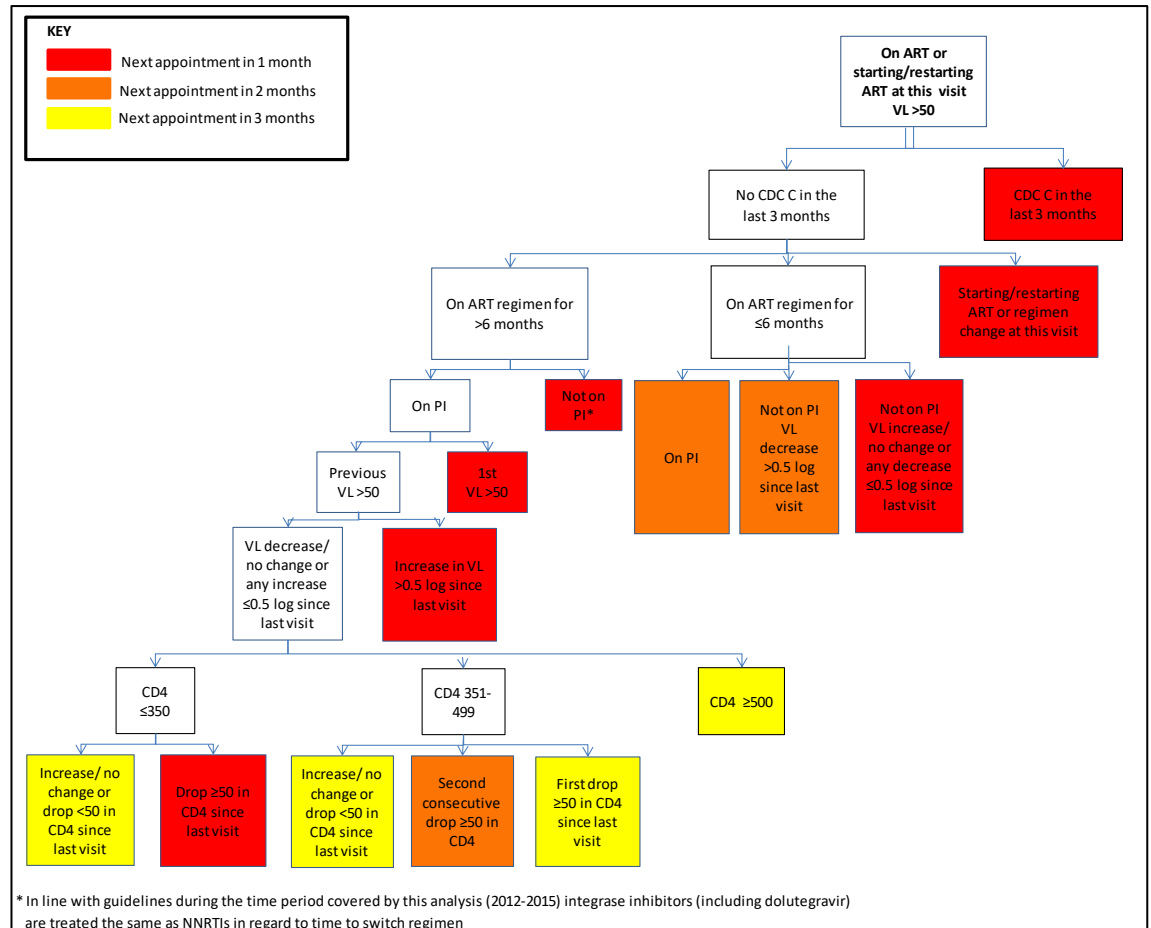 KEY
Next appointment in 1 month
Next appointment in 2 months
Next appointment in 3 months
On ART or
starting/restarting
ART at this visit
VL >50
No CDC C in the
last 3 months
CDC C in the
last 3 months
On ART regimen for
>6 months
On ART regimen for
≤6 months
Starting/restarting
ART or regimen
change at this visit
On PI
Not on
PI*
On PI
Not on PI
VL
decrease
>0.5 log
since last
visit
Not on PI
VL increase/
no change or
any decrease
≤0.5 log since
last visit
Previous
VL >50
1st
VL >50
VL decrease/
no change or
any increase
≤0.5 log since
last visit
Increase in VL
>0.5 log since
last visit
CD4
≤350
CD4 351-
499
CD4 ≥500
Increase/ no
change or
drop <50 in
CD4 since
last visit
Drop ≥50 in
CD4 since
last visit
Increase/ no
change or
drop <50 in
CD4 since
last visit
Second
consecutive
drop ≥50 in
CD4
First drop
≥50 in CD4
since last
visit
* In line with guidelines during the time period covered by this analysis (2012-2015) integrase inhibitors (including dolutegravir)
are treated the same as NNRTIs in regard to time to switch regimen